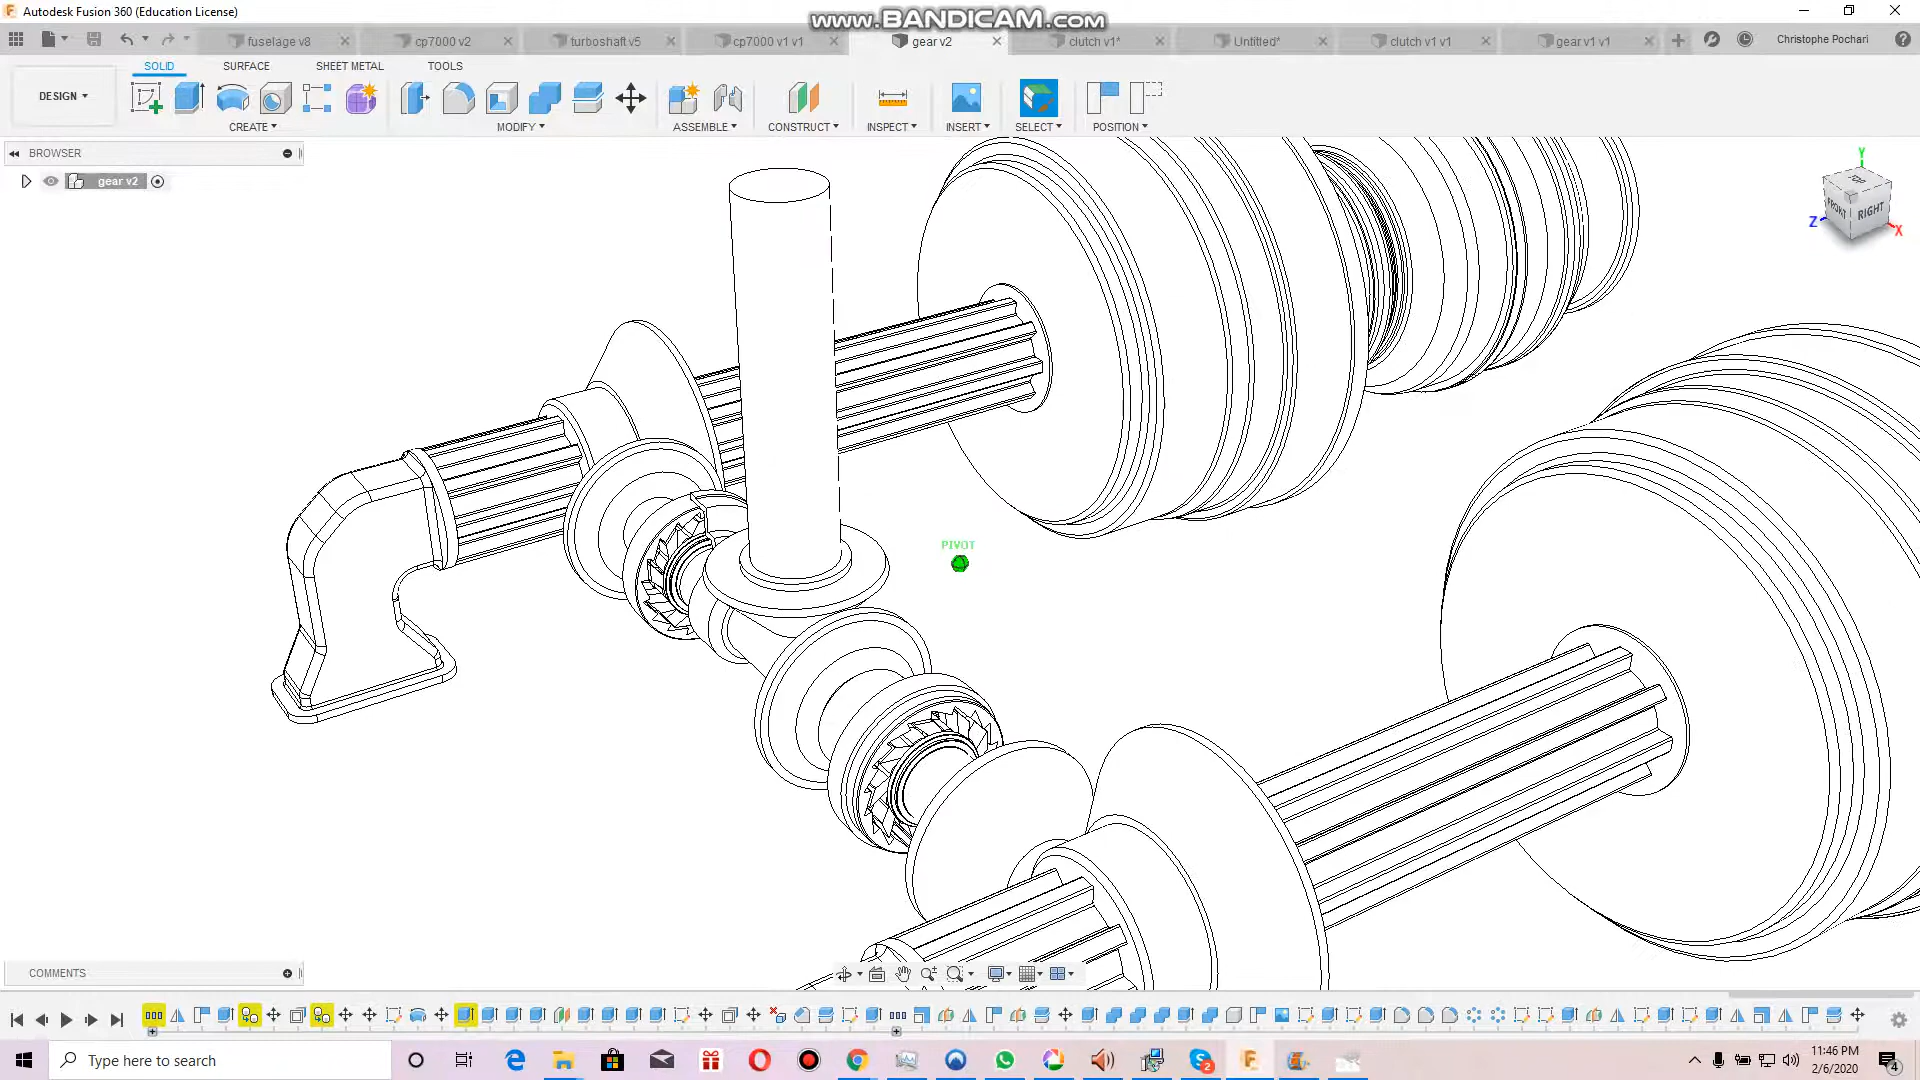 Autodesk Fusion 360 (Education License)
www.BANDICAM.com
fuselage v8
cp7000 v2
turboshaft v5
cp7000 v1 v1
gear v2
clutch v1*
Untitled*
clutch v1 v1
gear v1 v1
Christophe Pochari
DESIGN
SOLID
SURFACE
SHEET METAL
TOOLS
CREATE
MODIFY
ASSEMBLE
CONSTRUCT
INSPECT
INSERT
SELECT
POSITION
BROWSER
gear v2
Y
TOP
FRONT
RIGHT
Z
X
PIVOT
COMMENTS
Type here to search
2
11:46 PM
2/6/2020
4